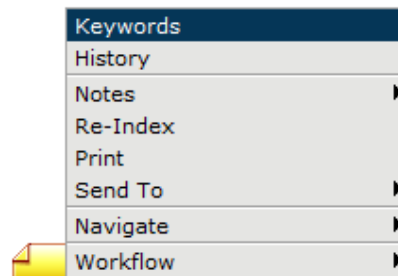 Keywords
History
Notes
Re-Index
Print
Send To
Navigate
Workflow